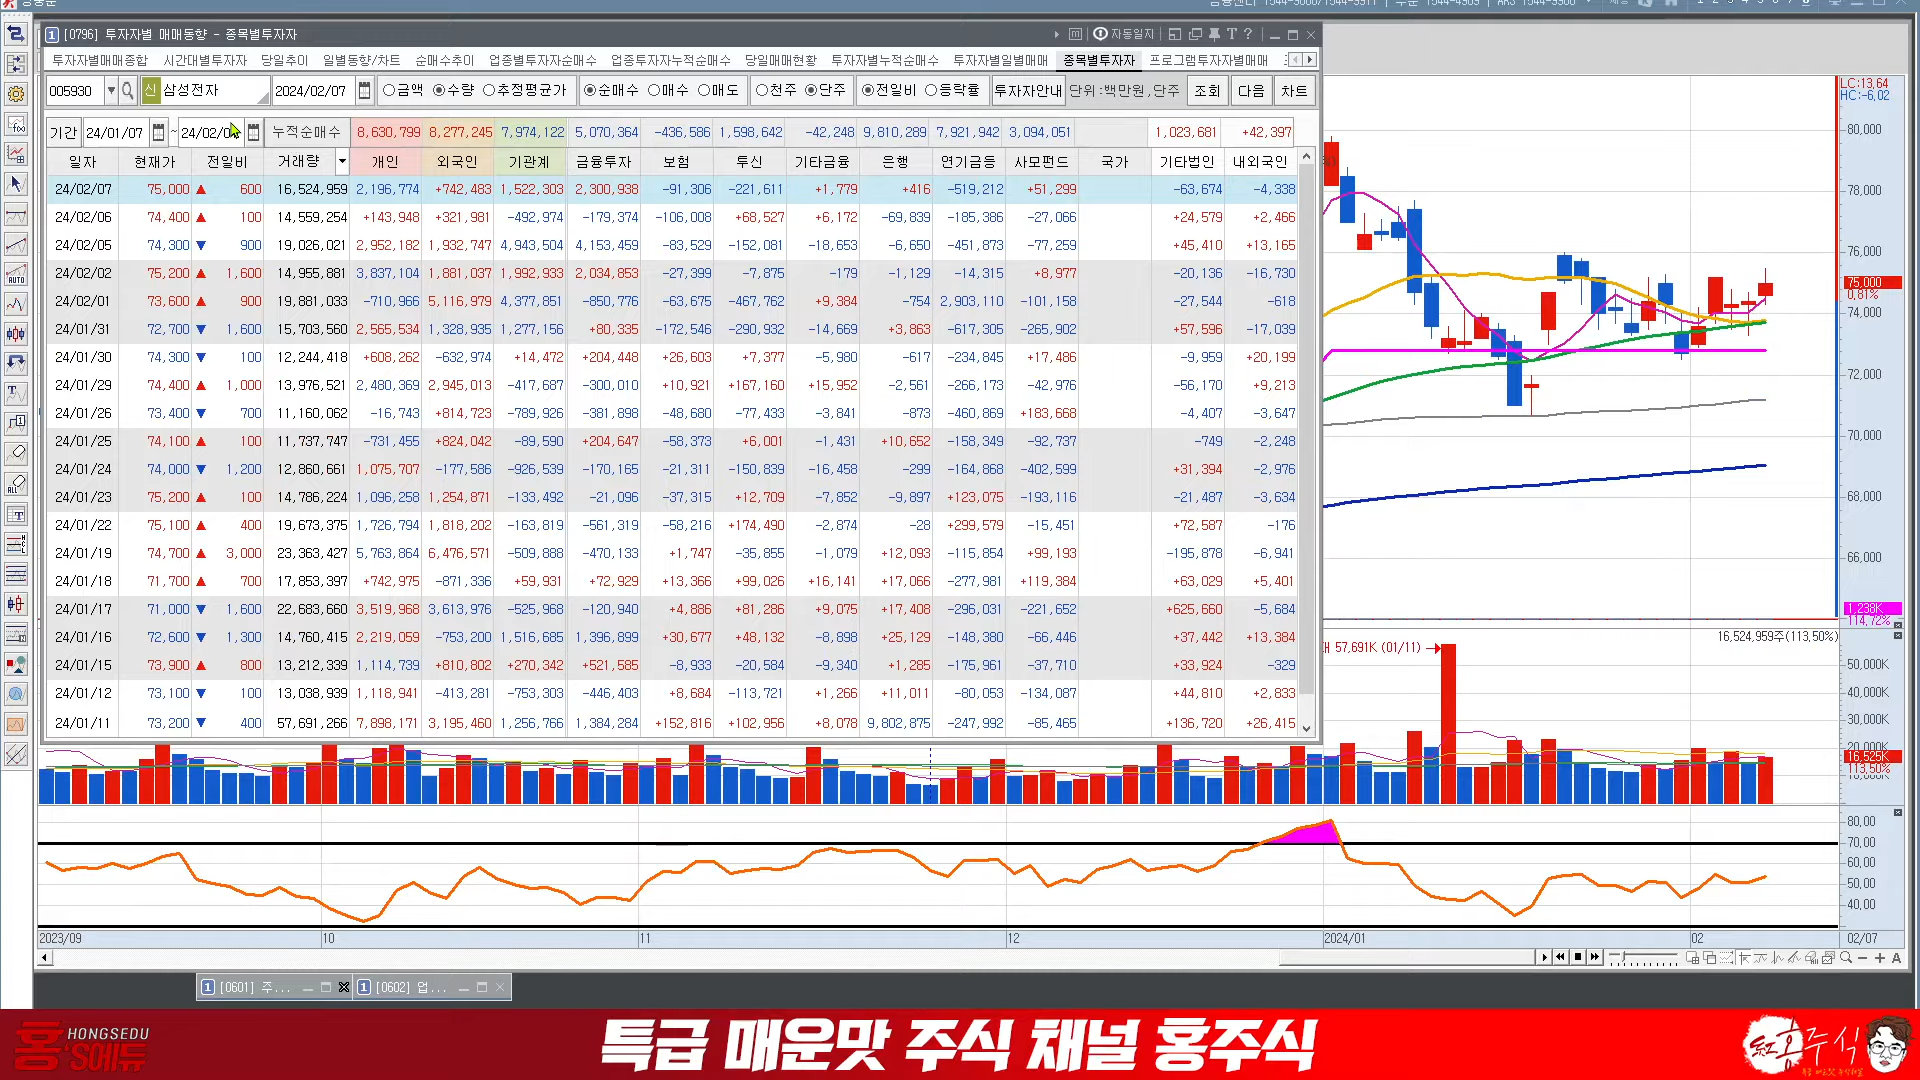 [0796] 투자자별 매매동향 - 종목별투자자
자동일지
투자자별매매종합 시간대별투자자 당일추이 일별동향/차트 순매수추이 업종별투자자순매수 업종투자자누적순매수 당일매매현황 투자자별누적순매수 투자자별일별매매 종목별투자자 프로그램투자자별매매
005930 신 삼성전자 2024/02/07 금액 수량 추정평균가 순매수 매수 매도 천주 단주 전일비 등락률 투자자안내 단위:백만원,단주 조회 다음 차트
기간 24/01/07 ~ 24/02/0 누적순매수 8,630,799 8,277,245 7,974,122 5,070,364 -436,586 1,598,642 -42,248 9,810,289 7,921,942 3,094,051 1,023,681 +42,397
일자 현재가 전일비 거래량 개인 외국인 기관계 금융투자 보험 투신 기타금융 은행 연기금등 사모펀드 국가 기타법인 내외국인
24/02/07 75,000 ▲ 600 16,524,959 2,196,774 +742,483 1,522,303 2,300,938 -91,306 -221,611 +1,779 +416 -519,212 +51,299 -63,674 -4,338
24/02/06 74,400 ▲ 100 14,559,254 +143,948 +321,981 -492,974 -179,374 -106,008 +68,527 +6,172 -69,839 -185,386 -27,066 +24,579 +2,466
24/02/05 74,300 ▼ 900 19,026,021 2,952,182 1,932,747 4,943,504 4,153,459 -83,529 -152,081 -18,653 -6,650 -451,873 -77,259 +45,410 +13,165
24/02/02 75,200 ▲ 1,600 14,955,881 3,837,104 1,881,037 1,992,933 2,034,853 -27,399 -7,875 -179 -1,129 -14,315 +8,977 -20,136 -16,730
24/02/01 73,600 ▲ 900 19,881,033 -710,966 5,116,979 4,377,851 -850,776 -63,675 -467,762 +9,384 -754 2,903,110 -101,158 -27,544 -618
24/01/31 72,700 ▼ 1,600 15,703,560 2,565,534 1,328,935 1,277,156 +80,335 -172,546 -290,932 -14,669 +3,863 -617,305 -265,902 +57,596 -17,039
24/01/30 74,300 ▼ 100 12,244,418 +608,262 -632,974 +14,472 +204,448 +26,603 +7,377 -5,980 -617 -234,845 +17,486 -9,959 +20,199
24/01/29 74,400 ▲ 1,000 13,976,521 2,480,369 2,945,013 -417,687 -300,010 +10,921 +167,160 +15,952 -2,561 -266,173 -42,976 -56,170 +9,213
24/01/26 73,400 ▼ 700 11,160,062 -16,743 +814,723 -789,926 -381,898 -48,680 -77,433 -3,841 -873 -460,869 +183,668 -4,407 -3,647
24/01/25 74,100 ▲ 100 11,737,747 -731,455 +824,042 -89,590 +204,647 -58,373 +6,001 -1,431 +10,652 -158,349 -92,737 -749 -2,248
24/01/24 74,000 ▼ 1,200 12,860,661 1,075,707 -177,586 -926,539 -170,165 -21,311 -150,839 -16,458 -299 -164,868 -402,599 +31,394 -2,976
24/01/23 75,200 ▲ 100 14,786,224 1,096,258 1,254,871 -133,492 -21,096 -37,315 +12,709 -7,852 -9,897 +123,075 -193,116 -21,487 -3,634
24/01/22 75,100 ▲ 400 19,673,375 1,726,794 1,818,202 -163,819 -561,319 -58,216 +174,490 -2,874 -28 +299,579 -15,451 +72,587 -176
24/01/19 74,700 ▲ 3,000 23,363,427 5,763,864 6,476,571 -509,888 -470,133 +1,747 -35,855 -1,079 +12,093 -115,854 +99,193 -195,878 -6,941
24/01/18 71,700 ▲ 700 17,853,397 +742,975 -871,336 +59,931 +72,929 +13,366 +99,026 +16,141 +17,066 -277,981 +119,384 +63,029 +5,401
24/01/17 71,000 ▼ 1,600 22,683,660 3,519,968 3,613,976 -525,968 -120,940 +4,886 +81,286 +9,075 +17,408 -296,031 -221,652 +625,660 -5,684
24/01/16 72,600 ▼ 1,300 14,760,415 2,219,059 -753,200 1,516,685 1,396,899 +30,677 +48,132 -8,898 +25,129 -148,380 -66,446 +37,442 +13,384
24/01/15 73,900 ▲ 800 13,212,339 1,114,739 +810,802 +270,342 +521,585 -8,933 -20,584 -9,340 +1,285 -175,961 -37,710 +33,924 -329
24/01/12 73,100 ▼ 100 13,038,939 1,118,941 -413,281 -753,303 -446,403 +8,684 -113,721 +1,266 +11,011 -80,053 -134,087 +44,810 +2,833
24/01/11 73,200 ▼ 400 57,691,266 7,898,171 3,195,460 1,256,766 1,384,284 +152,816 +102,956 +8,078 9,802,875 -247,992 -85,465 +136,720 +26,415
LC:13,64
HC:-6,02
80,000
78,000
76,000
75,000
0,81%
74,000
72,000
70,000
68,000
66,000
1,238K
114,72%
16,524,959주(113,50%)
57,691K (01/11)
50,000K
40,000K
30,000K
20,000K
16,525K
113,50%
80,00
70,00
60,00
50,00
40,00
2023/09 10 11 12 2024/01 02 02/07
1 [0601] 주... 1 [0602] 업...
홍'S에듀 HONGSEDU
특급 매운맛 주식 채널 홍주식
홍주식